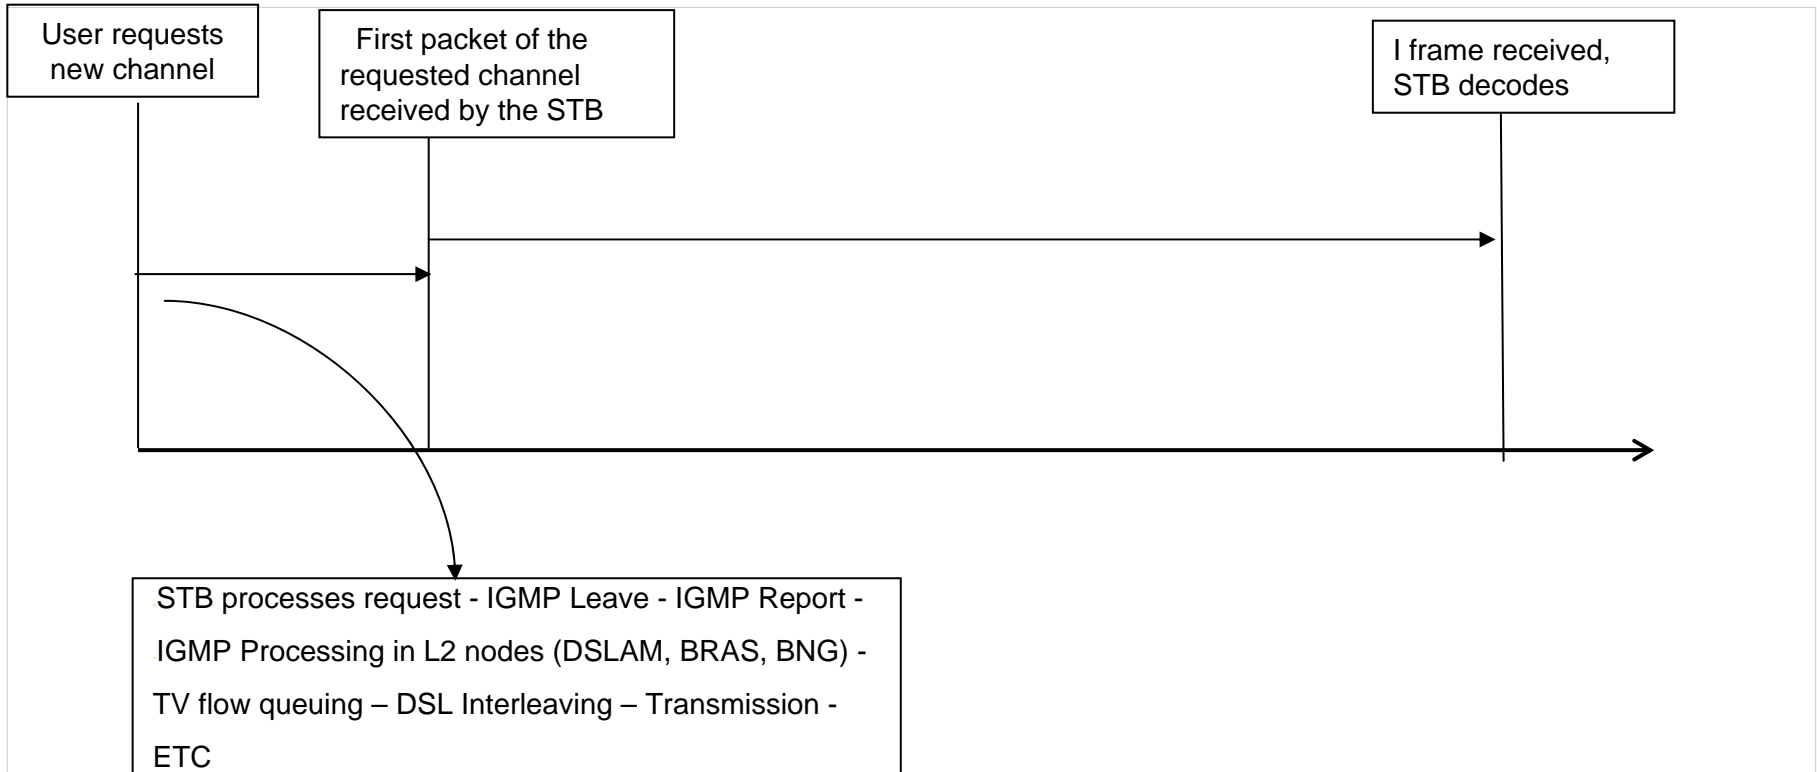 User requests
new channel
First packet of the
requested channel
received by the STB
I frame received,
STB decodes
STB processes request - IGMP Leave - IGMP Report -
IGMP Processing in L2 nodes (DSLAM, BRAS, BNG) -
TV flow queuing – DSL Interleaving – Transmission -
ETC